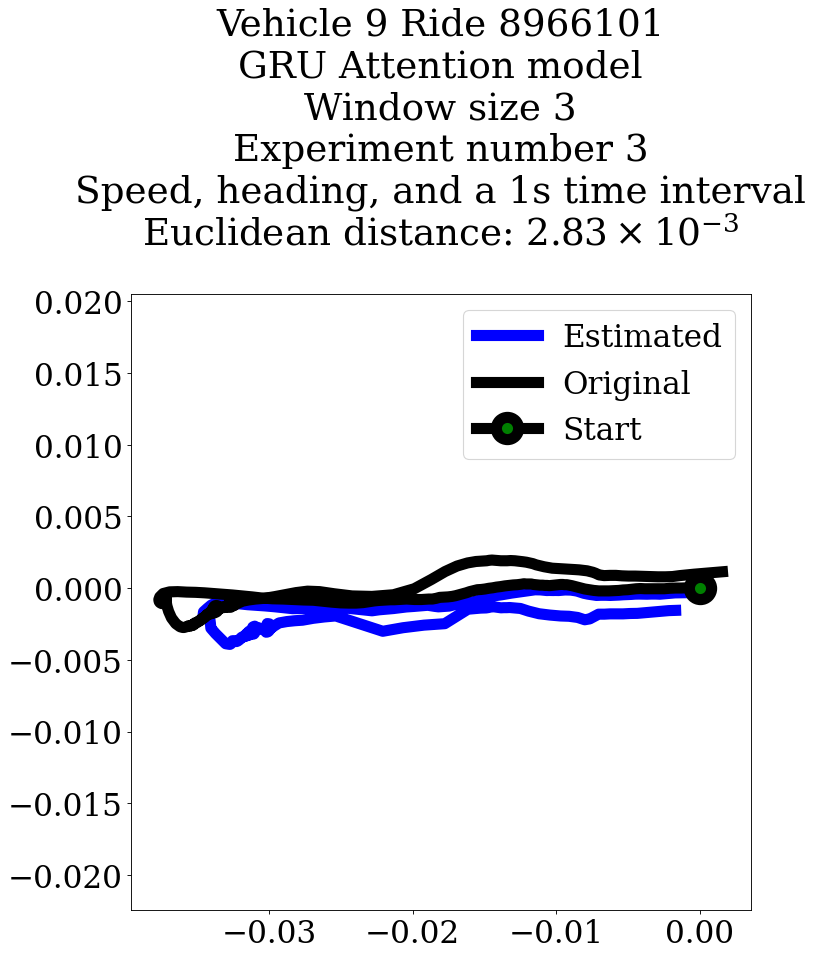 Vehicle 9 Ride 8966101
GRU Attention model
Window size 3
Experiment number 3
Speed, heading, and a 1s time interval
Euclidean distance: 2.83 × 10⁻³
Estimated
Original
Start
0.020
0.015
0.010
0.005
0.000
−0.005
−0.010
−0.015
−0.020
−0.03 −0.02 −0.01 0.00